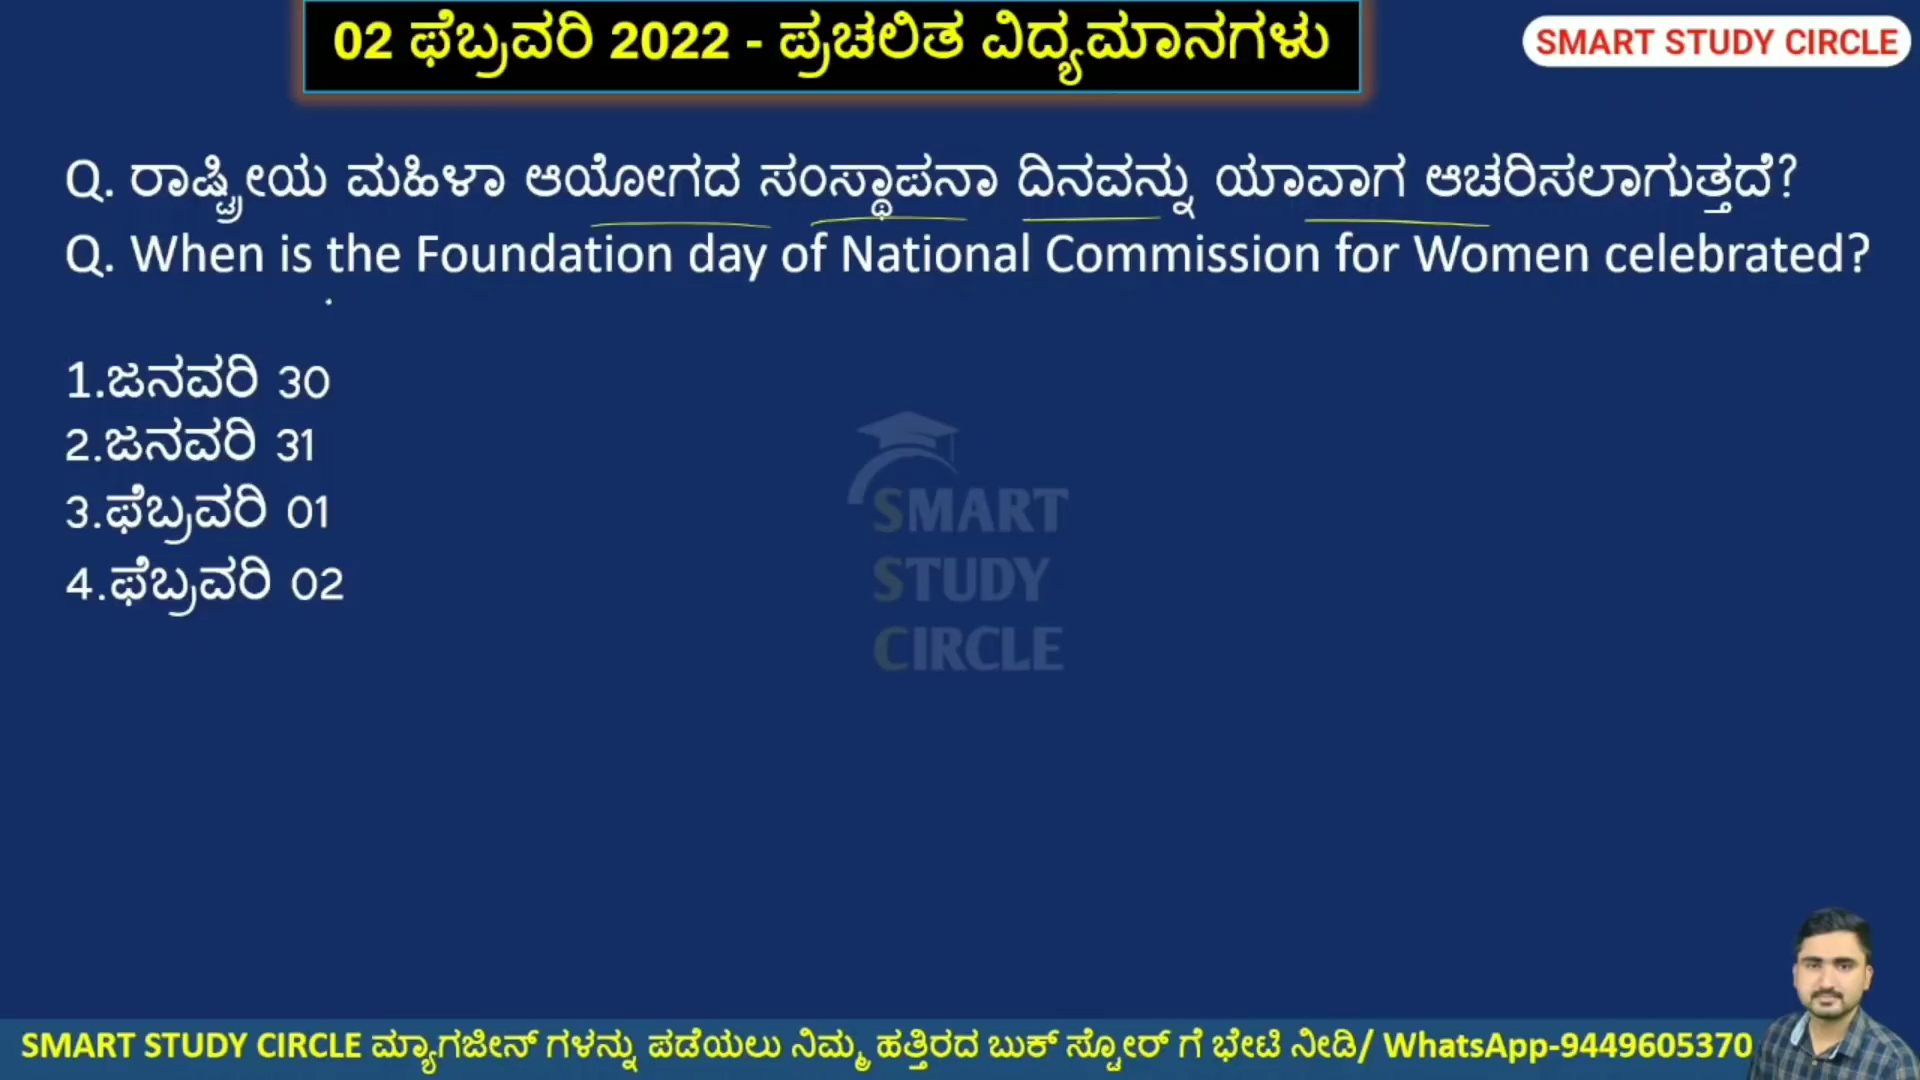 02 ಫೆಬ್ರವರಿ 2022 - ಪ್ರಚಲಿತ ವಿದ್ಯಮಾನಗಳು
SMART STUDY CIRCLE
Q. ರಾಷ್ಟ್ರೀಯ ಮಹಿಳಾ ಆಯೋಗದ ಸಂಸ್ಥಾಪನಾ ದಿನವನ್ನು ಯಾವಾಗ ಆಚರಿಸಲಾಗುತ್ತದೆ?
Q. When is the Foundation day of National Commission for Women celebrated?
1.ಜನವರಿ 30
2.ಜನವರಿ 31
3.ಫೆಬ್ರವರಿ 01
4.ಫೆಬ್ರವರಿ 02
SMART
STUDY
CIRCLE
SMART STUDY CIRCLE ಮ್ಯಾಗಜೀನ್ ಗಳನ್ನು ಪಡೆಯಲು ನಿಮ್ಮ ಹತ್ತಿರದ ಬುಕ್ ಸ್ಟೋರ್ ಗೆ ಭೇಟಿ ನೀಡಿ/ WhatsApp-9449605370